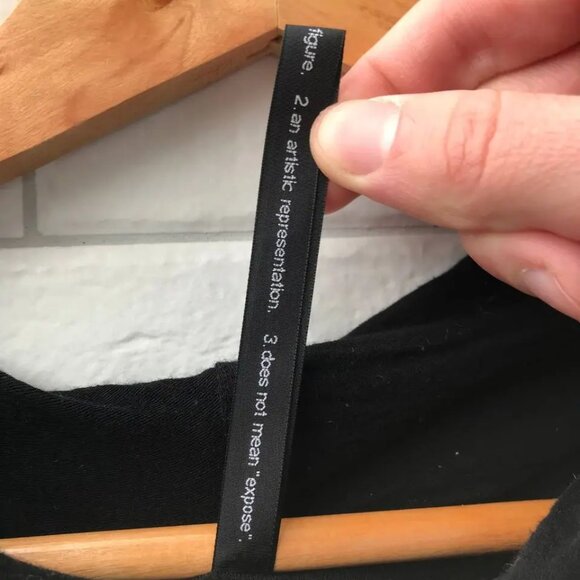 figure. 2.an artistic representation. 3.does not mean "expose".